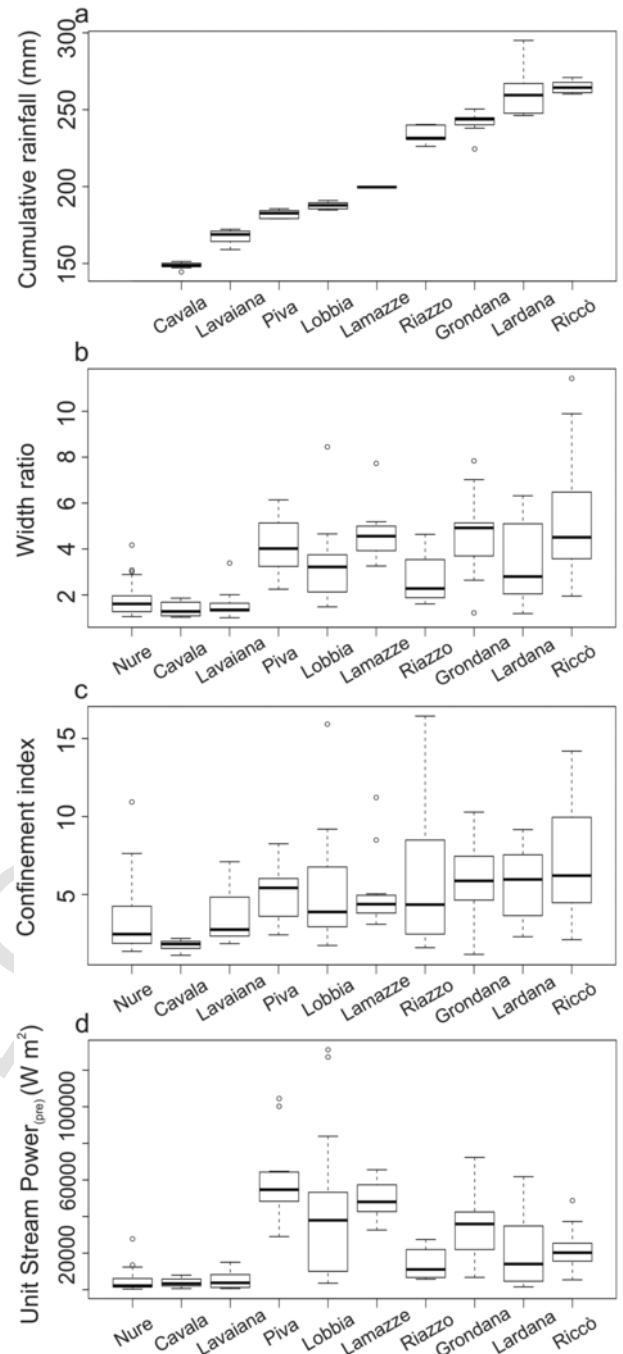 a
Cumulative rainfall (mm)
300
250
200
150
Cavala Lavaiana Piva Lobbia Lamazze Riazzo Grondana Lardana Riccò
b
Width ratio
10
8
6
4
2
Nure Cavala Lavaiana Piva Lobbia Lamazze Riazzo Grondana Lardana Riccò
c
Confinement index
15
10
5
Nure Cavala Lavaiana Piva Lobbia Lamazze Riazzo Grondana Lardana Riccò
d
Unit Stream Power(pre) (W m²)
100000
60000
20000
Nure Cavala Lavaiana Piva Lobbia Lamazze Riazzo Grondana Lardana Riccò